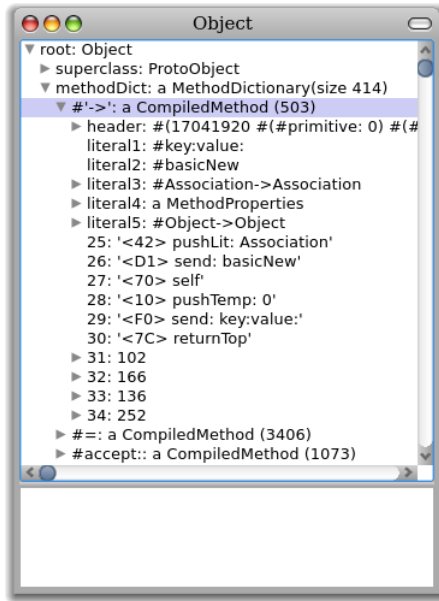 Object
root: Object
superclass: ProtoObject
methodDict: a MethodDictionary(size 414)
#'->': a CompiledMethod (503)
header: #(17041920 #(#primitive: 0) #(#
literal1: #key:value:
literal2: #basicNew
literal3: #Association->Association
literal4: a MethodProperties
literal5: #Object->Object
25: '<42> pushLit: Association'
26: '<D1> send: basicNew'
27: '<70> self'
28: '<10> pushTemp: 0'
29: '<F0> send: key:value:'
30: '<7C> returnTop'
31: 102
32: 166
33: 136
34: 252
#=: a CompiledMethod (3406)
#accept:: a CompiledMethod (1073)